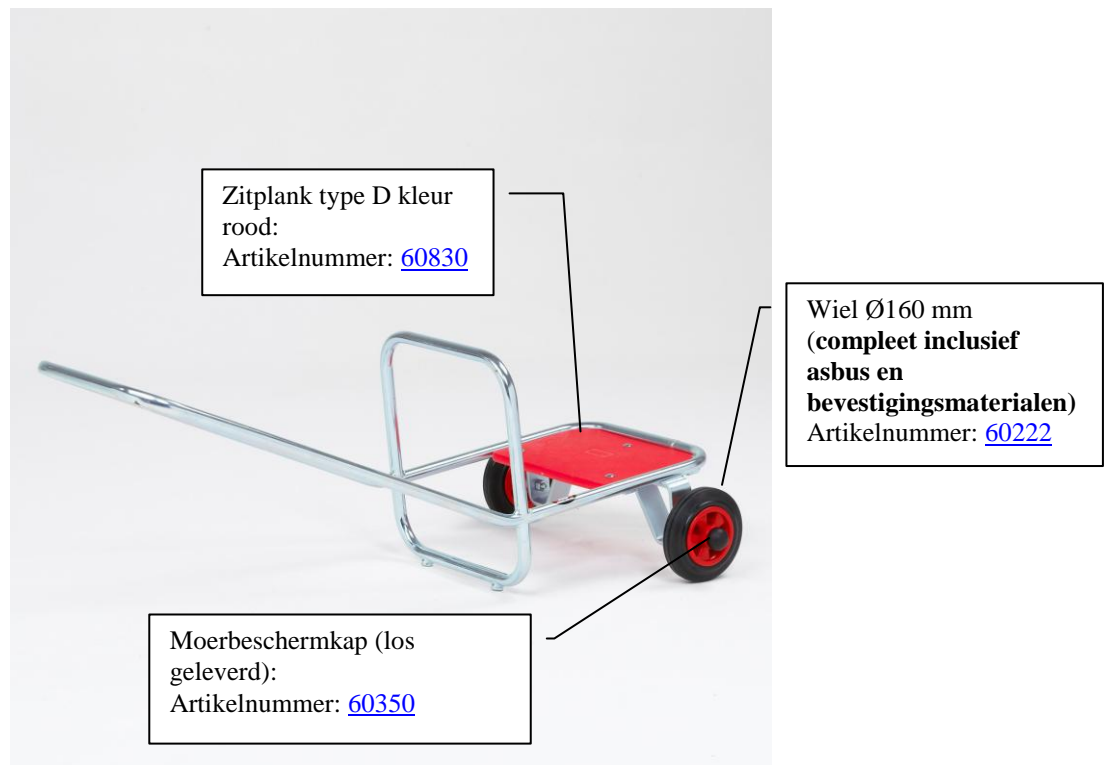 Zitplank type D kleur
rood:
Artikelnummer: 60830
Wiel Ø160 mm
(compleet inclusief
asbus en
bevestigingsmaterialen)
Artikelnummer: 60222
Moerbeschermkap (los
geleverd):
Artikelnummer: 60350